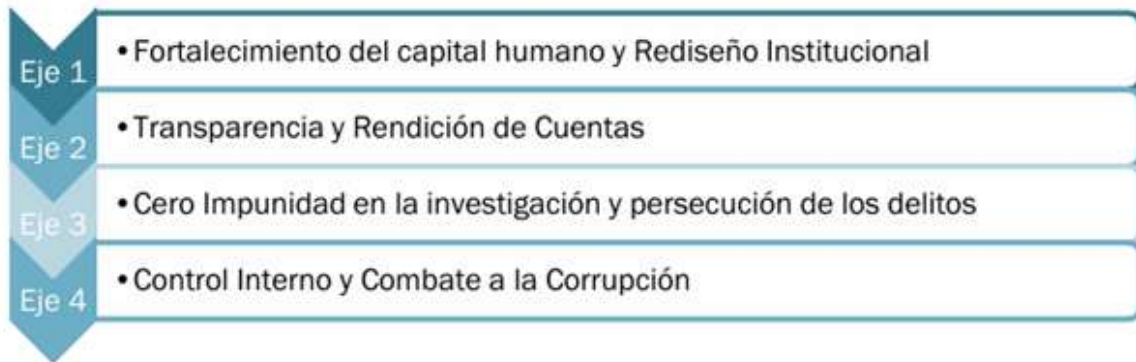 Eje 1
•Fortalecimiento del capital humano y Rediseño Institucional
Eje 2
•Transparencia y Rendición de Cuentas
Eje 3
•Cero Impunidad en la investigación y persecución de los delitos
Eje 4
•Control Interno y Combate a la Corrupción